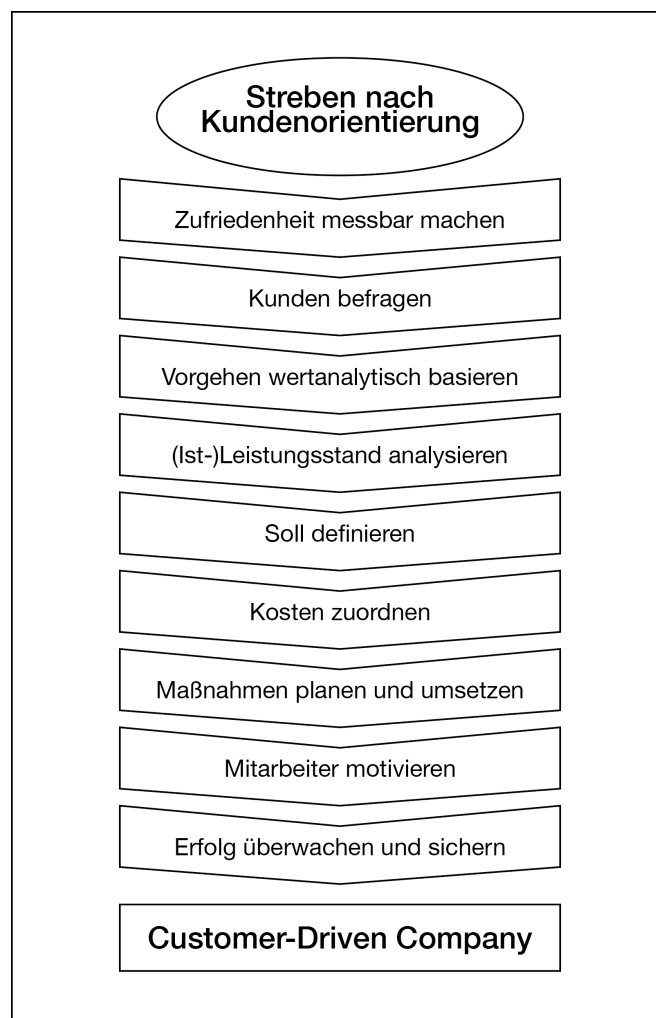 Streben nach
Kundenorientierung
Zufriedenheit messbar machen
Kunden befragen
Vorgehen wertanalytisch basieren
(Ist-)Leistungsstand analysieren
Soll definieren
Kosten zuordnen
Maßnahmen planen und umsetzen
Mitarbeiter motivieren
Erfolg überwachen und sichern
Customer-Driven Company